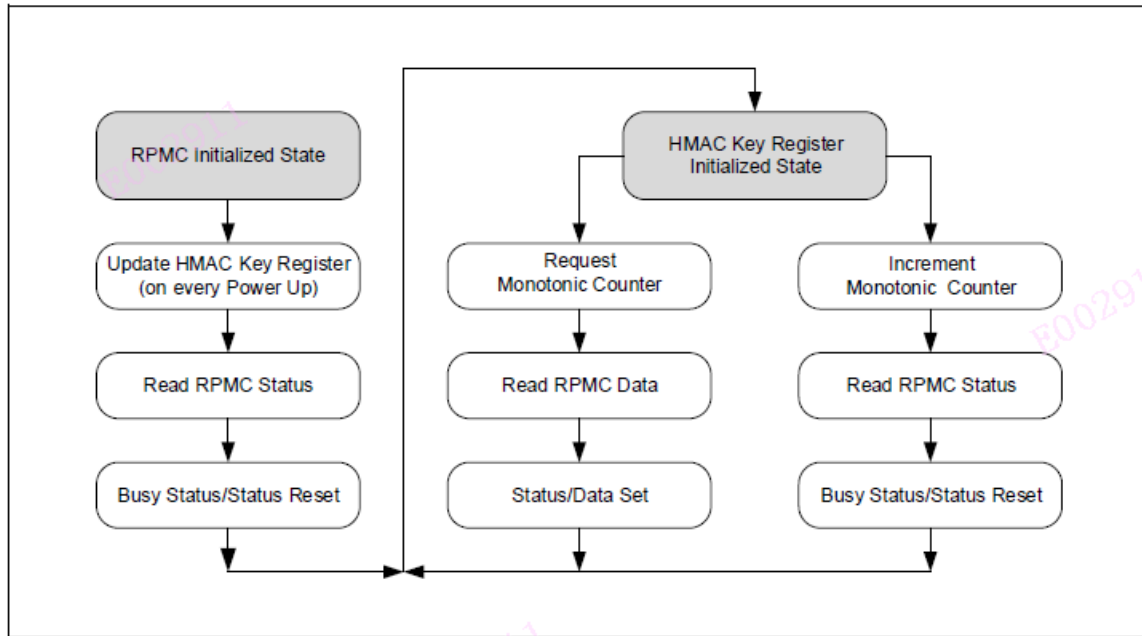 RPMC Initialized State
Update HMAC Key Register
(on every Power Up)
Read RPMC Status
Busy Status/Status Reset
HMAC Key Register
Initialized State
Request
Monotonic Counter
Read RPMC Data
Status/Data Set
Increment
Monotonic Counter
Read RPMC Status
Busy Status/Status Reset
E002911
E002911